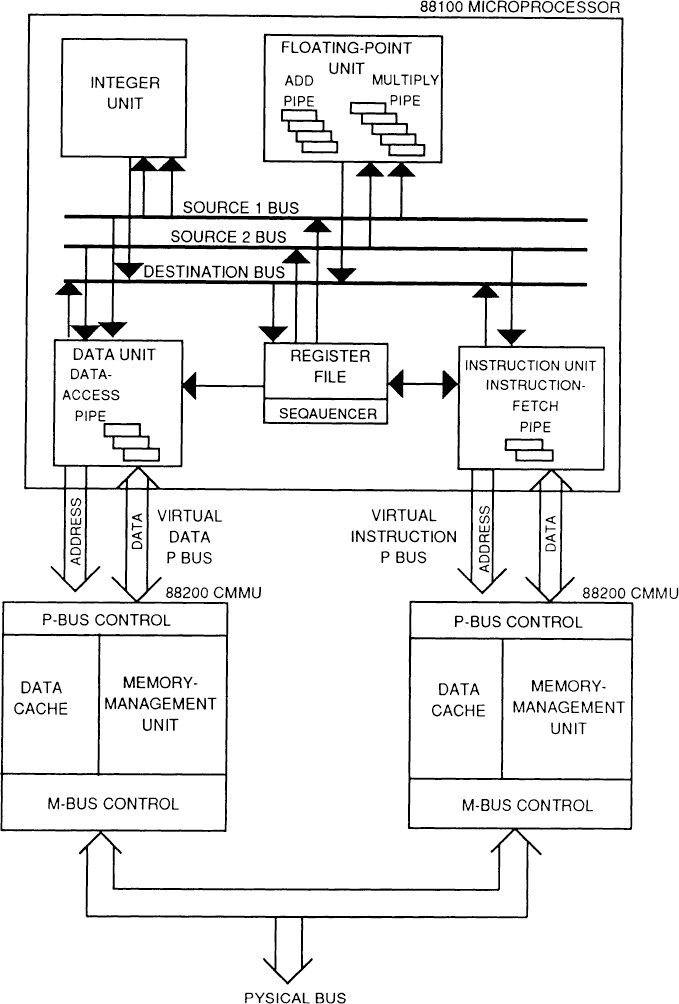 88100 MICROPROCESSOR
INTEGER
UNIT
FLOATING-POINT
UNIT
ADD
PIPE
MULTIPLY
PIPE
SOURCE 1 BUS
SOURCE 2 BUS
DESTINATION BUS
DATA UNIT
DATA-
ACCESS
PIPE
REGISTER
FILE
SEQAUENCER
INSTRUCTION UNIT
INSTRUCTION-
FETCH
PIPE
ADDRESS
DATA
VIRTUAL
DATA
P BUS
VIRTUAL
INSTRUCTION
P BUS
ADDRESS
DATA
88200 CMMU
P-BUS CONTROL
DATA
CACHE
MEMORY-
MANAGEMENT
UNIT
M-BUS CONTROL
88200 CMMU
P-BUS CONTROL
DATA
CACHE
MEMORY-
MANAGEMENT
UNIT
M-BUS CONTROL
PYSICAL BUS